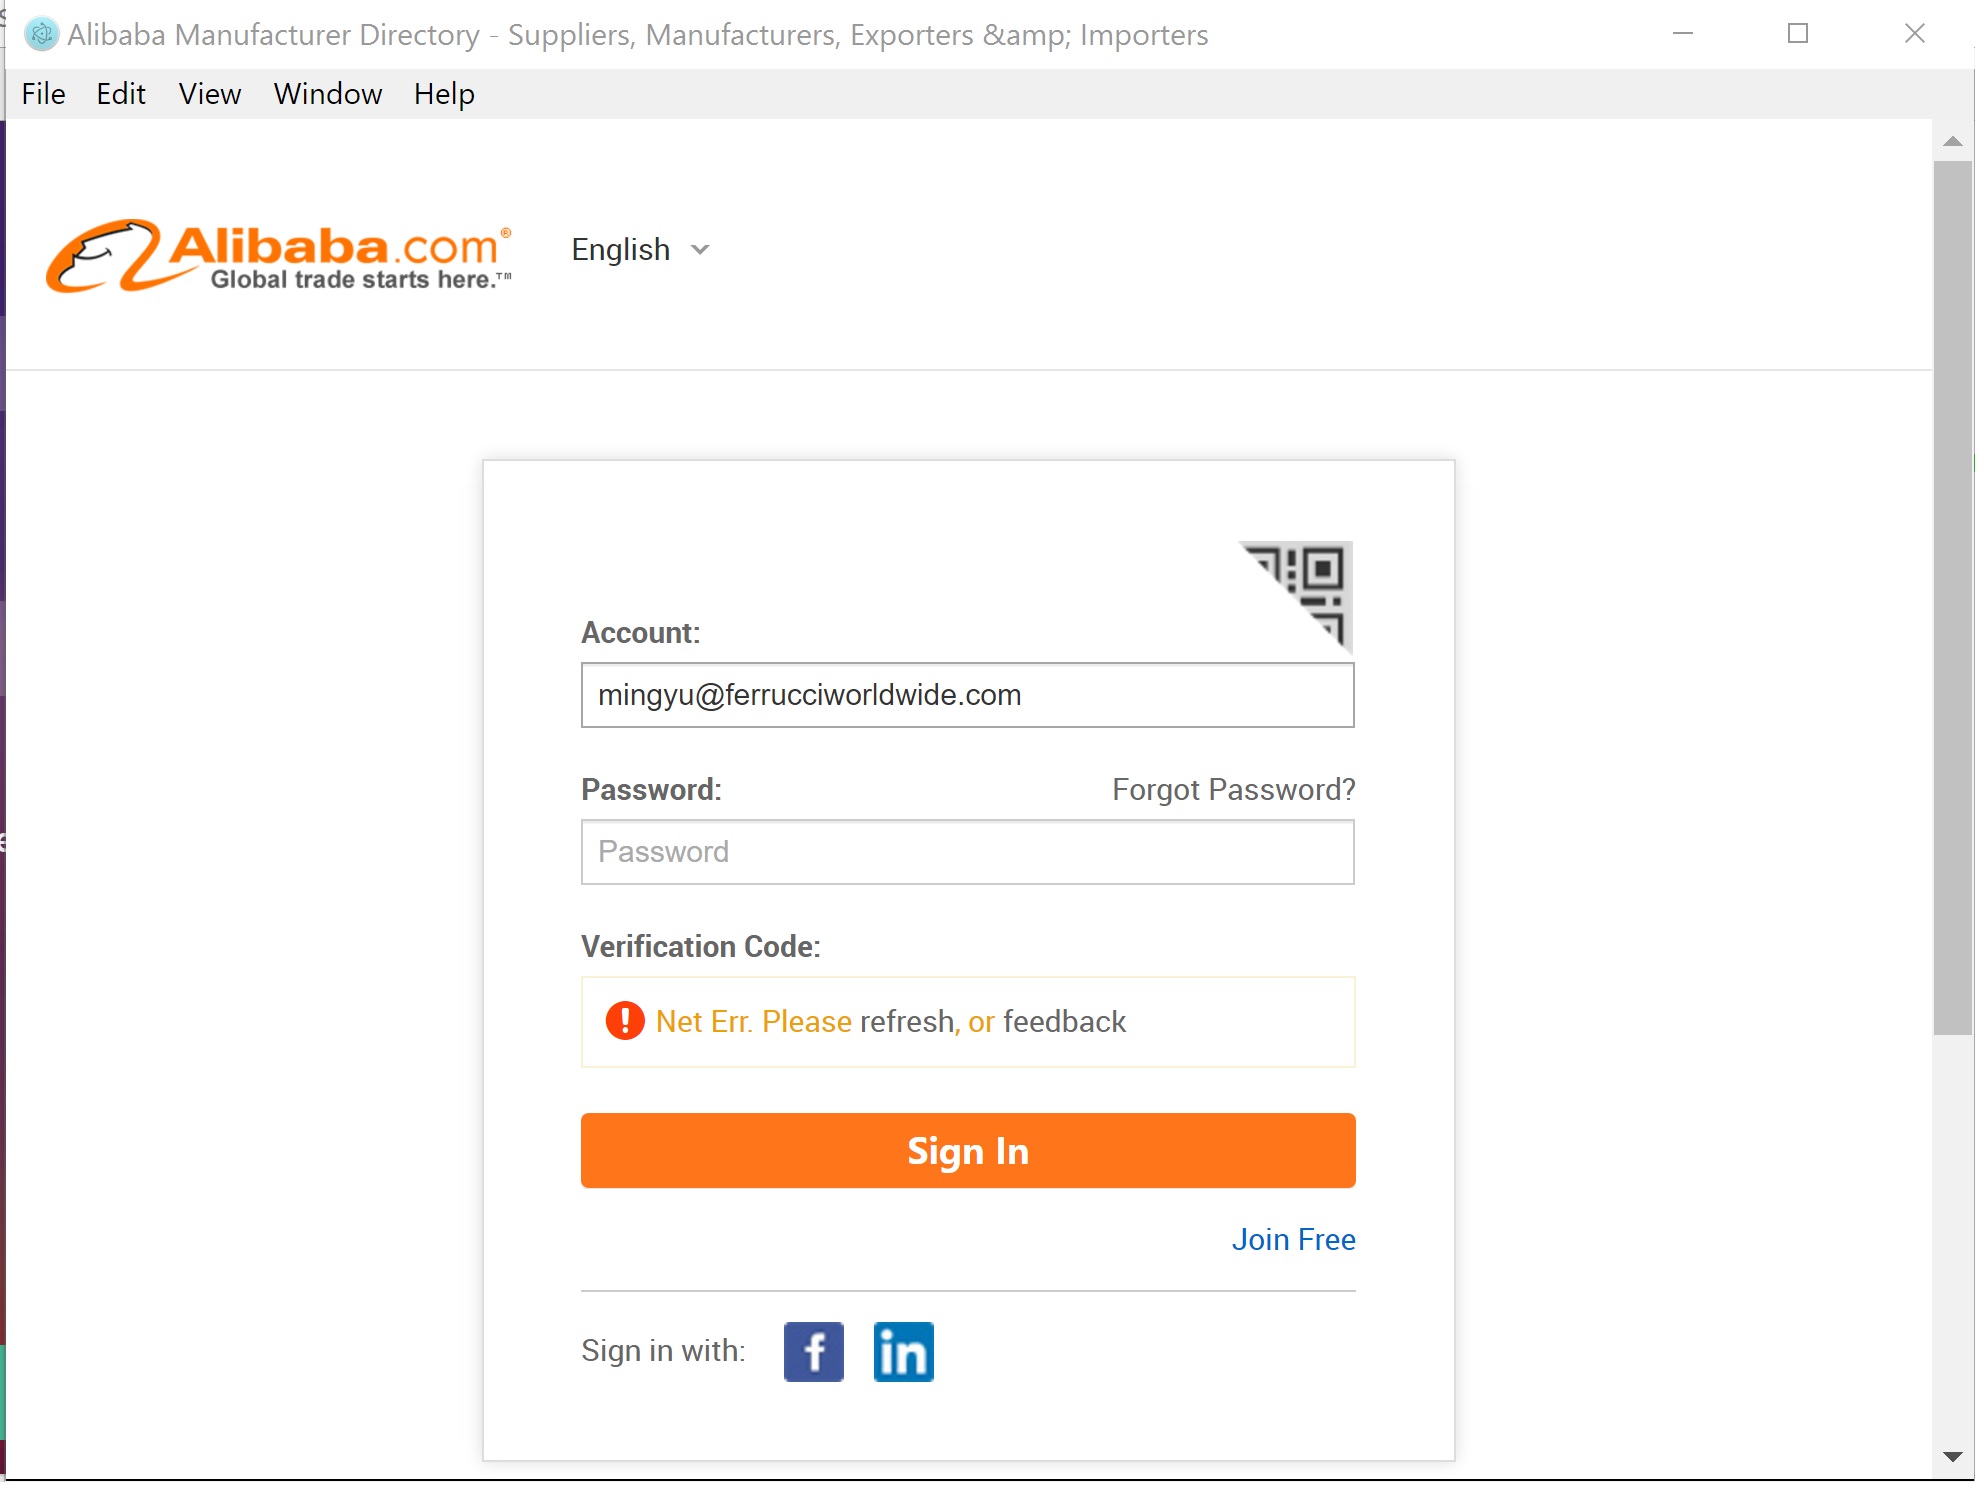 Alibaba Manufacturer Directory - Suppliers, Manufacturers, Exporters &amp; Importers
File Edit View Window Help
Alibaba.com®
Global trade starts here.™
English
Account:
mingyu@ferrucciworldwide.com
Password: Forgot Password?
Password
Verification Code:
! Net Err. Please refresh, or feedback
Sign In
Join Free
Sign in with: f in